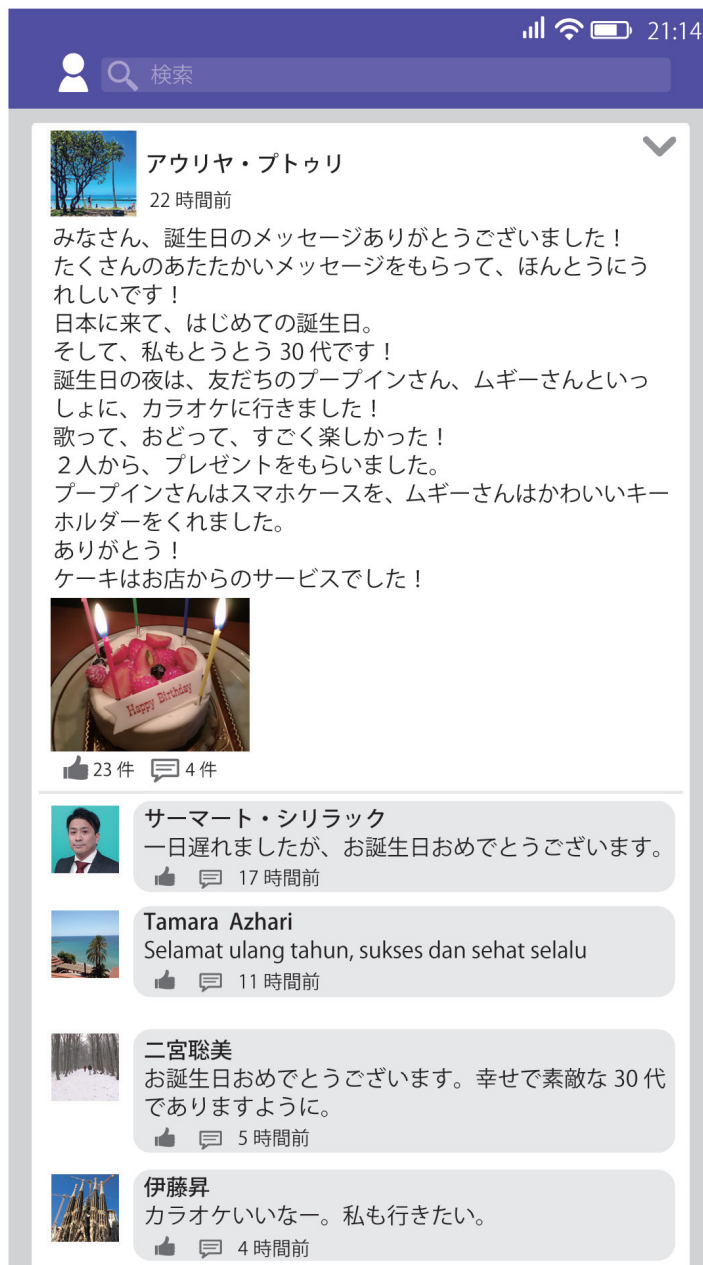 21:14
検索
アウリヤ・プトゥリ
22 時間前
みなさん、誕生日のメッセージありがとうございました！
たくさんのあたたかいメッセージをもらって、ほんとうにう
れしいです！
日本に来て、はじめての誕生日。
そして、私もとうとう 30 代です！
誕生日の夜は、友だちのプープインさん、ムギーさんといっ
しょに、カラオケに行きました！
歌って、おどって、すごく楽しかった！
２人から、プレゼントをもらいました。
プープインさんはスマホケースを、ムギーさんはかわいいキー
ホルダーをくれました。
ありがとう！
ケーキはお店からのサービスでした！
Happy Birthday
23 件 4 件
サーマート・シリラック
一日遅れましたが、お誕生日おめでとうございます。
17 時間前
Tamara Azhari
Selamat ulang tahun, sukses dan sehat selalu
11 時間前
二宮聡美
お誕生日おめでとうございます。幸せで素敵な 30 代
でありますように。
5 時間前
伊藤昇
カラオケいいなー。私も行きたい。
4 時間前